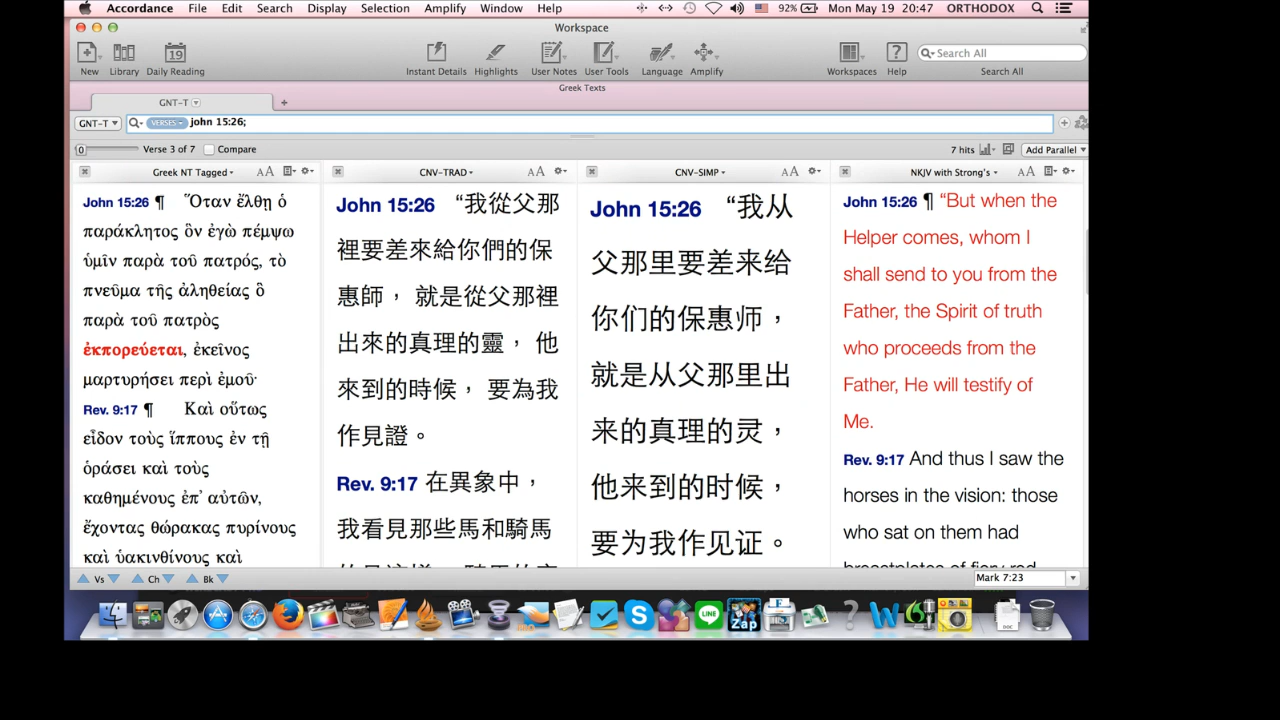 Accordance File Edit Search Display Selection Amplify Window Help 92% Mon May 19 20:47 ORTHODOX
Workspace
New Library Daily Reading Instant Details Highlights User Notes User Tools Language Amplify Workspaces Help Search All
19
Search All
Greek Texts
GNT-T
GNT-T VERSES john 15:26;
0 Verse 3 of 7 Compare 7 hits Add Parallel
Greek NT Tagged
John 15:26 ¶ Ὅταν ἔλθῃ ὁ
παράκλητος ὃν ἐγὼ πέμψω
ὑμῖν παρὰ τοῦ πατρός, τὸ
πνεῦμα τῆς ἀληθείας ὃ
παρὰ τοῦ πατρὸς
ἐκπορεύεται, ἐκεῖνος
μαρτυρήσει περὶ ἐμοῦ·
Rev. 9:17 ¶ Καὶ οὕτως
εἶδον τοὺς ἵππους ἐν τῇ
ὁράσει καὶ τοὺς
καθημένους ἐπ’ αὐτῶν,
ἔχοντας θώρακας πυρίνους
καὶ ὑακινθίνους καὶ
CNV-TRAD
John 15:26 “我從父那
裡要差來給你們的保
惠師， 就是從父那裡
出來的真理的靈， 他
來到的時候， 要為我
作見證。
Rev. 9:17 在異象中，
我看見那些馬和騎馬
CNV-SIMP
John 15:26 “我从
父那里要差来给
你们的保惠师，
就是从父那里出
来的真理的灵，
他来到的时候，
要为我作见证。
NKJV with Strong's
John 15:26 ¶ “But when the
Helper comes, whom I
shall send to you from the
Father, the Spirit of truth
who proceeds from the
Father, He will testify of
Me.
Rev. 9:17 And thus I saw the
horses in the vision: those
who sat on them had
breastplates of fiery red
Vs Ch Bk Mark 7:23
LINE
Zap
DOC